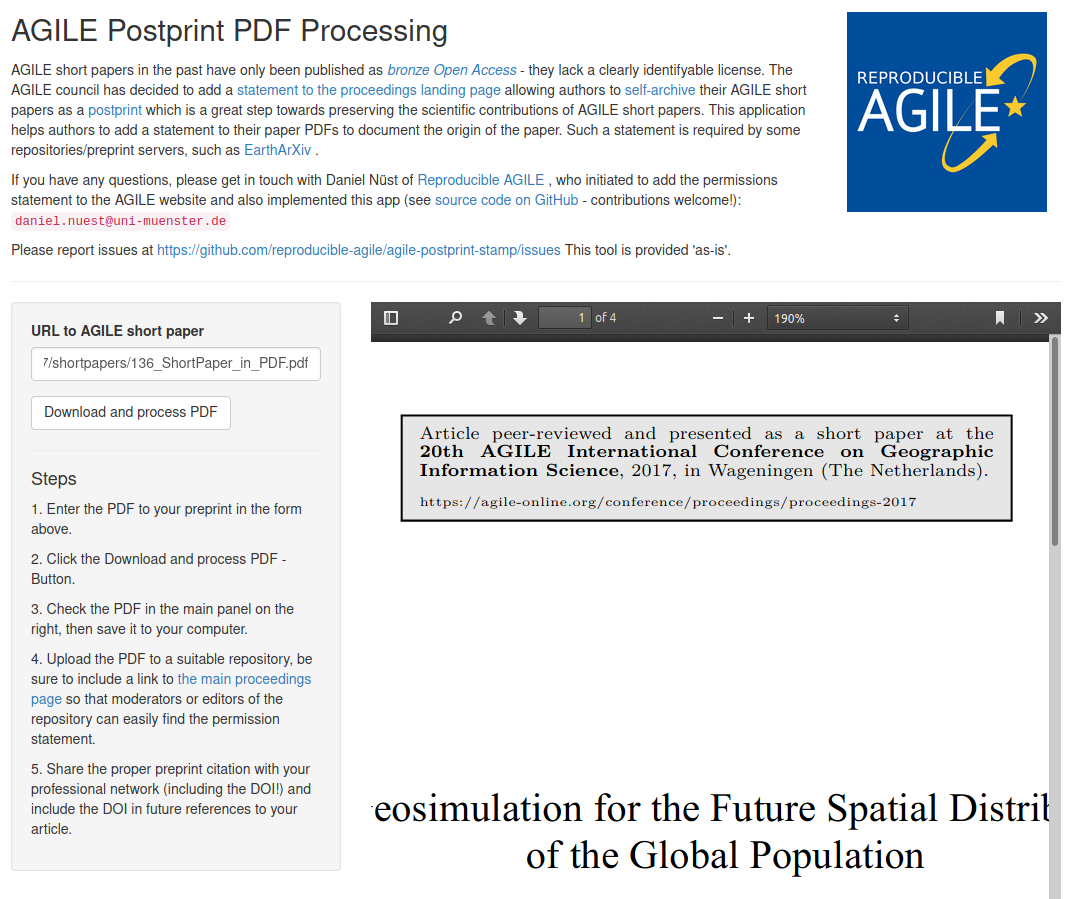 AGILE Postprint PDF Processing
AGILE short papers in the past have only been published as bronze Open Access - they lack a clearly identifyable license. The
AGILE council has decided to add a statement to the proceedings landing page allowing authors to self-archive their AGILE short
papers as a postprint which is a great step towards preserving the scientific contributions of AGILE short papers. This application
helps authors to add a statement to their paper PDFs to document the origin of the paper. Such a statement is required by some
repositories/preprint servers, such as EarthArXiv .
If you have any questions, please get in touch with Daniel Nüst of Reproducible AGILE , who initiated to add the permissions
statement to the AGILE website and also implemented this app (see source code on GitHub - contributions welcome!):
daniel.nuest@uni-muenster.de
Please report issues at https://github.com/reproducible-agile/agile-postprint-stamp/issues This tool is provided 'as-is'.
REPRODUCIBLE
AGILE
URL to AGILE short paper
7/shortpapers/136_ShortPaper_in_PDF.pdf
Download and process PDF
Steps
1. Enter the PDF to your preprint in the form
above.
2. Click the Download and process PDF -
Button.
3. Check the PDF in the main panel on the
right, then save it to your computer.
4. Upload the PDF to a suitable repository, be
sure to include a link to the main proceedings
page so that moderators or editors of the
repository can easily find the permission
statement.
5. Share the proper preprint citation with your
professional network (including the DOI!) and
include the DOI in future references to your
article.
1 of 4
190%
Article peer-reviewed and presented as a short paper at the
20th AGILE International Conference on Geographic
Information Science, 2017, in Wageningen (The Netherlands).
https://agile-online.org/conference/proceedings/proceedings-2017
eosimulation for the Future Spatial Distrib
of the Global Population